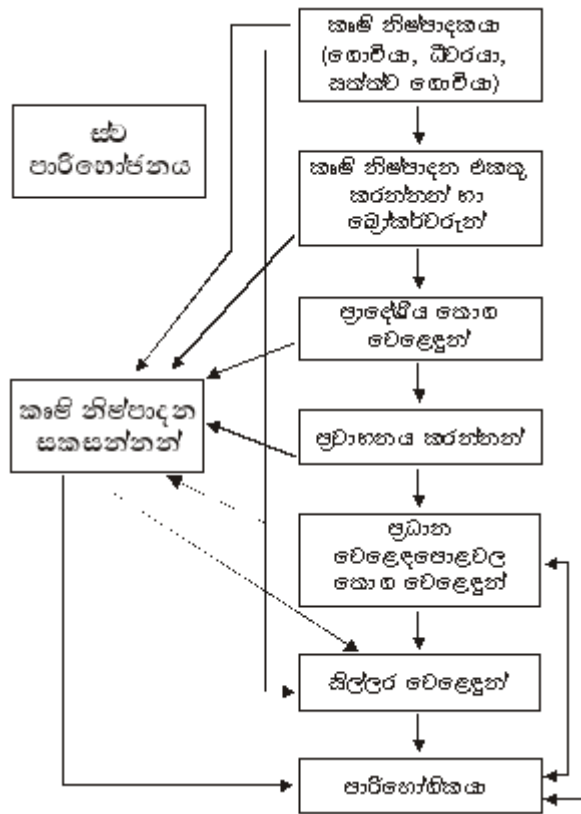 කෘෂි නිෂ්පාදකයා
(ගොවියා, ධීවරයා,
සත්ත්ව ගොවියා)
ස්ව
පාරිභෝජනය
කෘෂි නිෂ්පාදන එකතු
කරන්නන් හා
බ්‍රෝකර්වරුන්
ප්‍රාදේශීය තොග
වෙළෙඳුන්
කෘෂි නිෂ්පාදන
සකසන්නන්
ප්‍රවාහනය කරන්නන්
ප්‍රධාන
වෙළෙඳපොළවල
තොග වෙළෙඳුන්
සිල්ලර වෙළෙඳුන්
පාරිභෝගිකයා